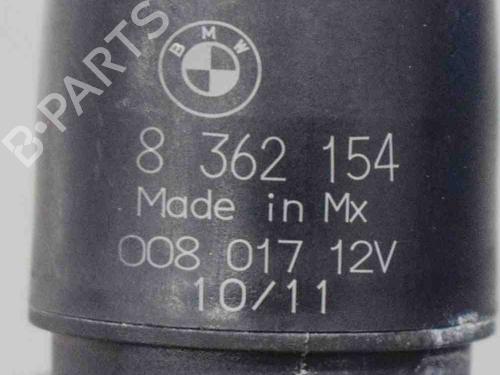 B-PARTS
BMW
8 362 154
Made in Mx
008 017 12V
10/11